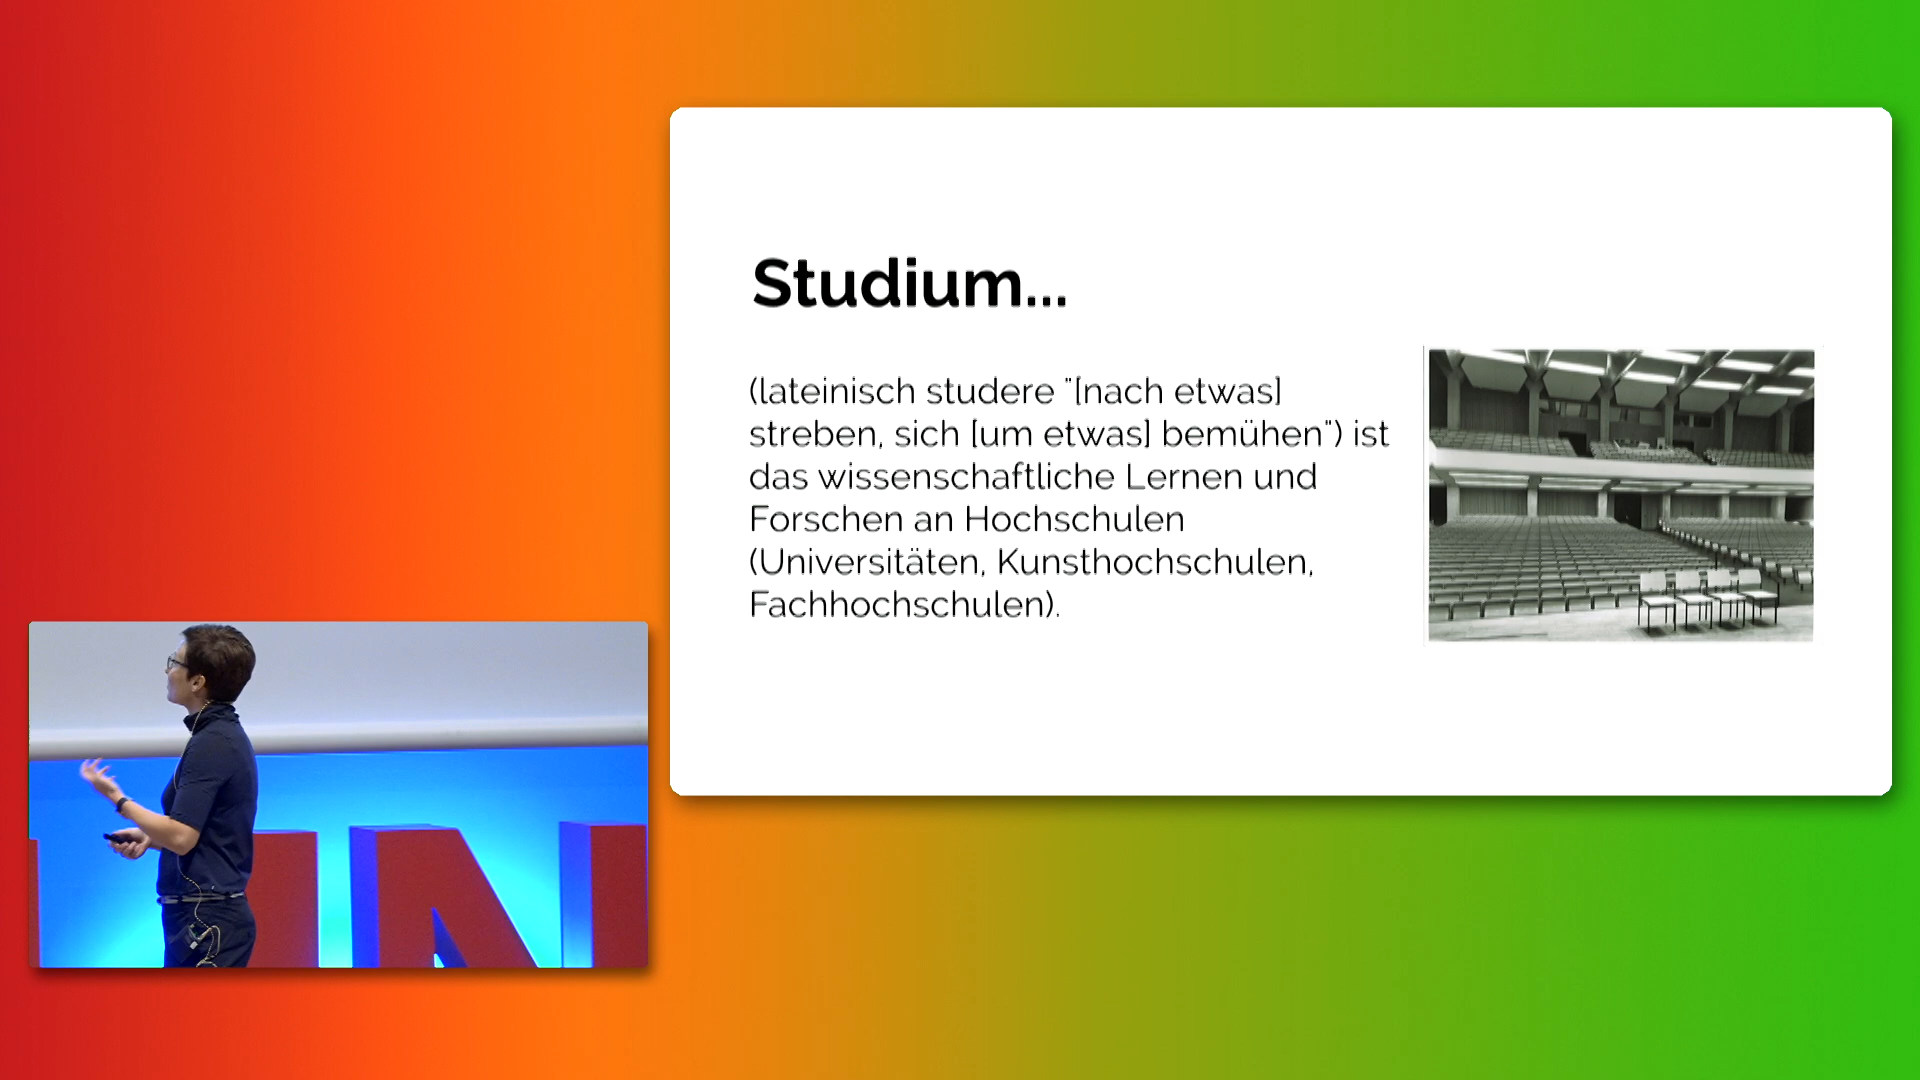 Studium...
(lateinisch studere "[nach etwas]
streben, sich [um etwas] bemühen") ist
das wissenschaftliche Lernen und
Forschen an Hochschulen
(Universitäten, Kunsthochschulen,
Fachhochschulen).